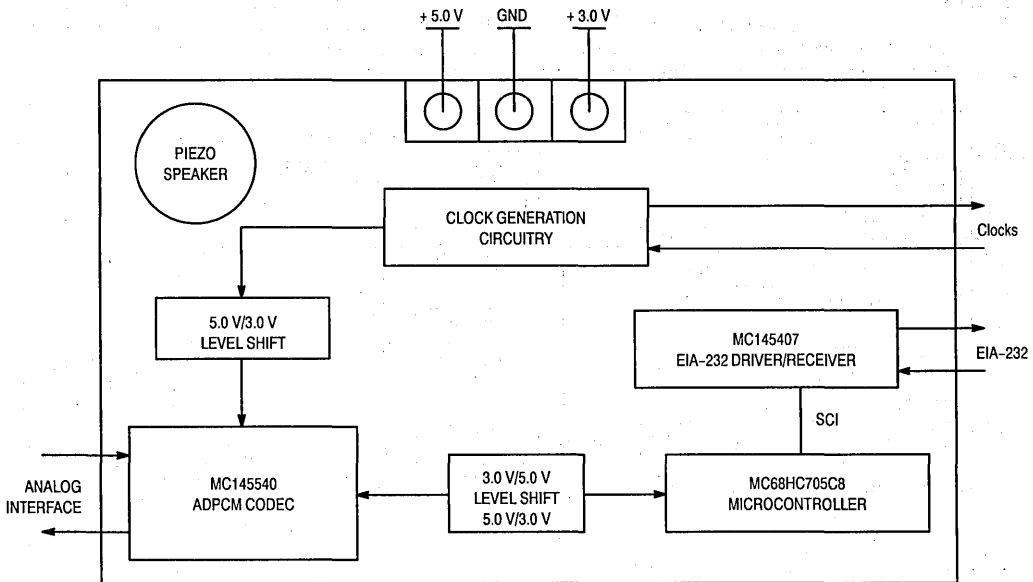 + 5.0 V
GND
+ 3.0 V
PIEZO
SPEAKER
CLOCK GENERATION
CIRCUITRY
Clocks
5.0 V/3.0 V
LEVEL SHIFT
MC145407
EIA-232 DRIVER/RECEIVER
EIA-232
SCI
ANALOG
INTERFACE
MC145540
ADPCM CODEC
3.0 V/5.0 V
LEVEL SHIFT
5.0 V/3.0 V
MC68HC705C8
MICROCONTROLLER